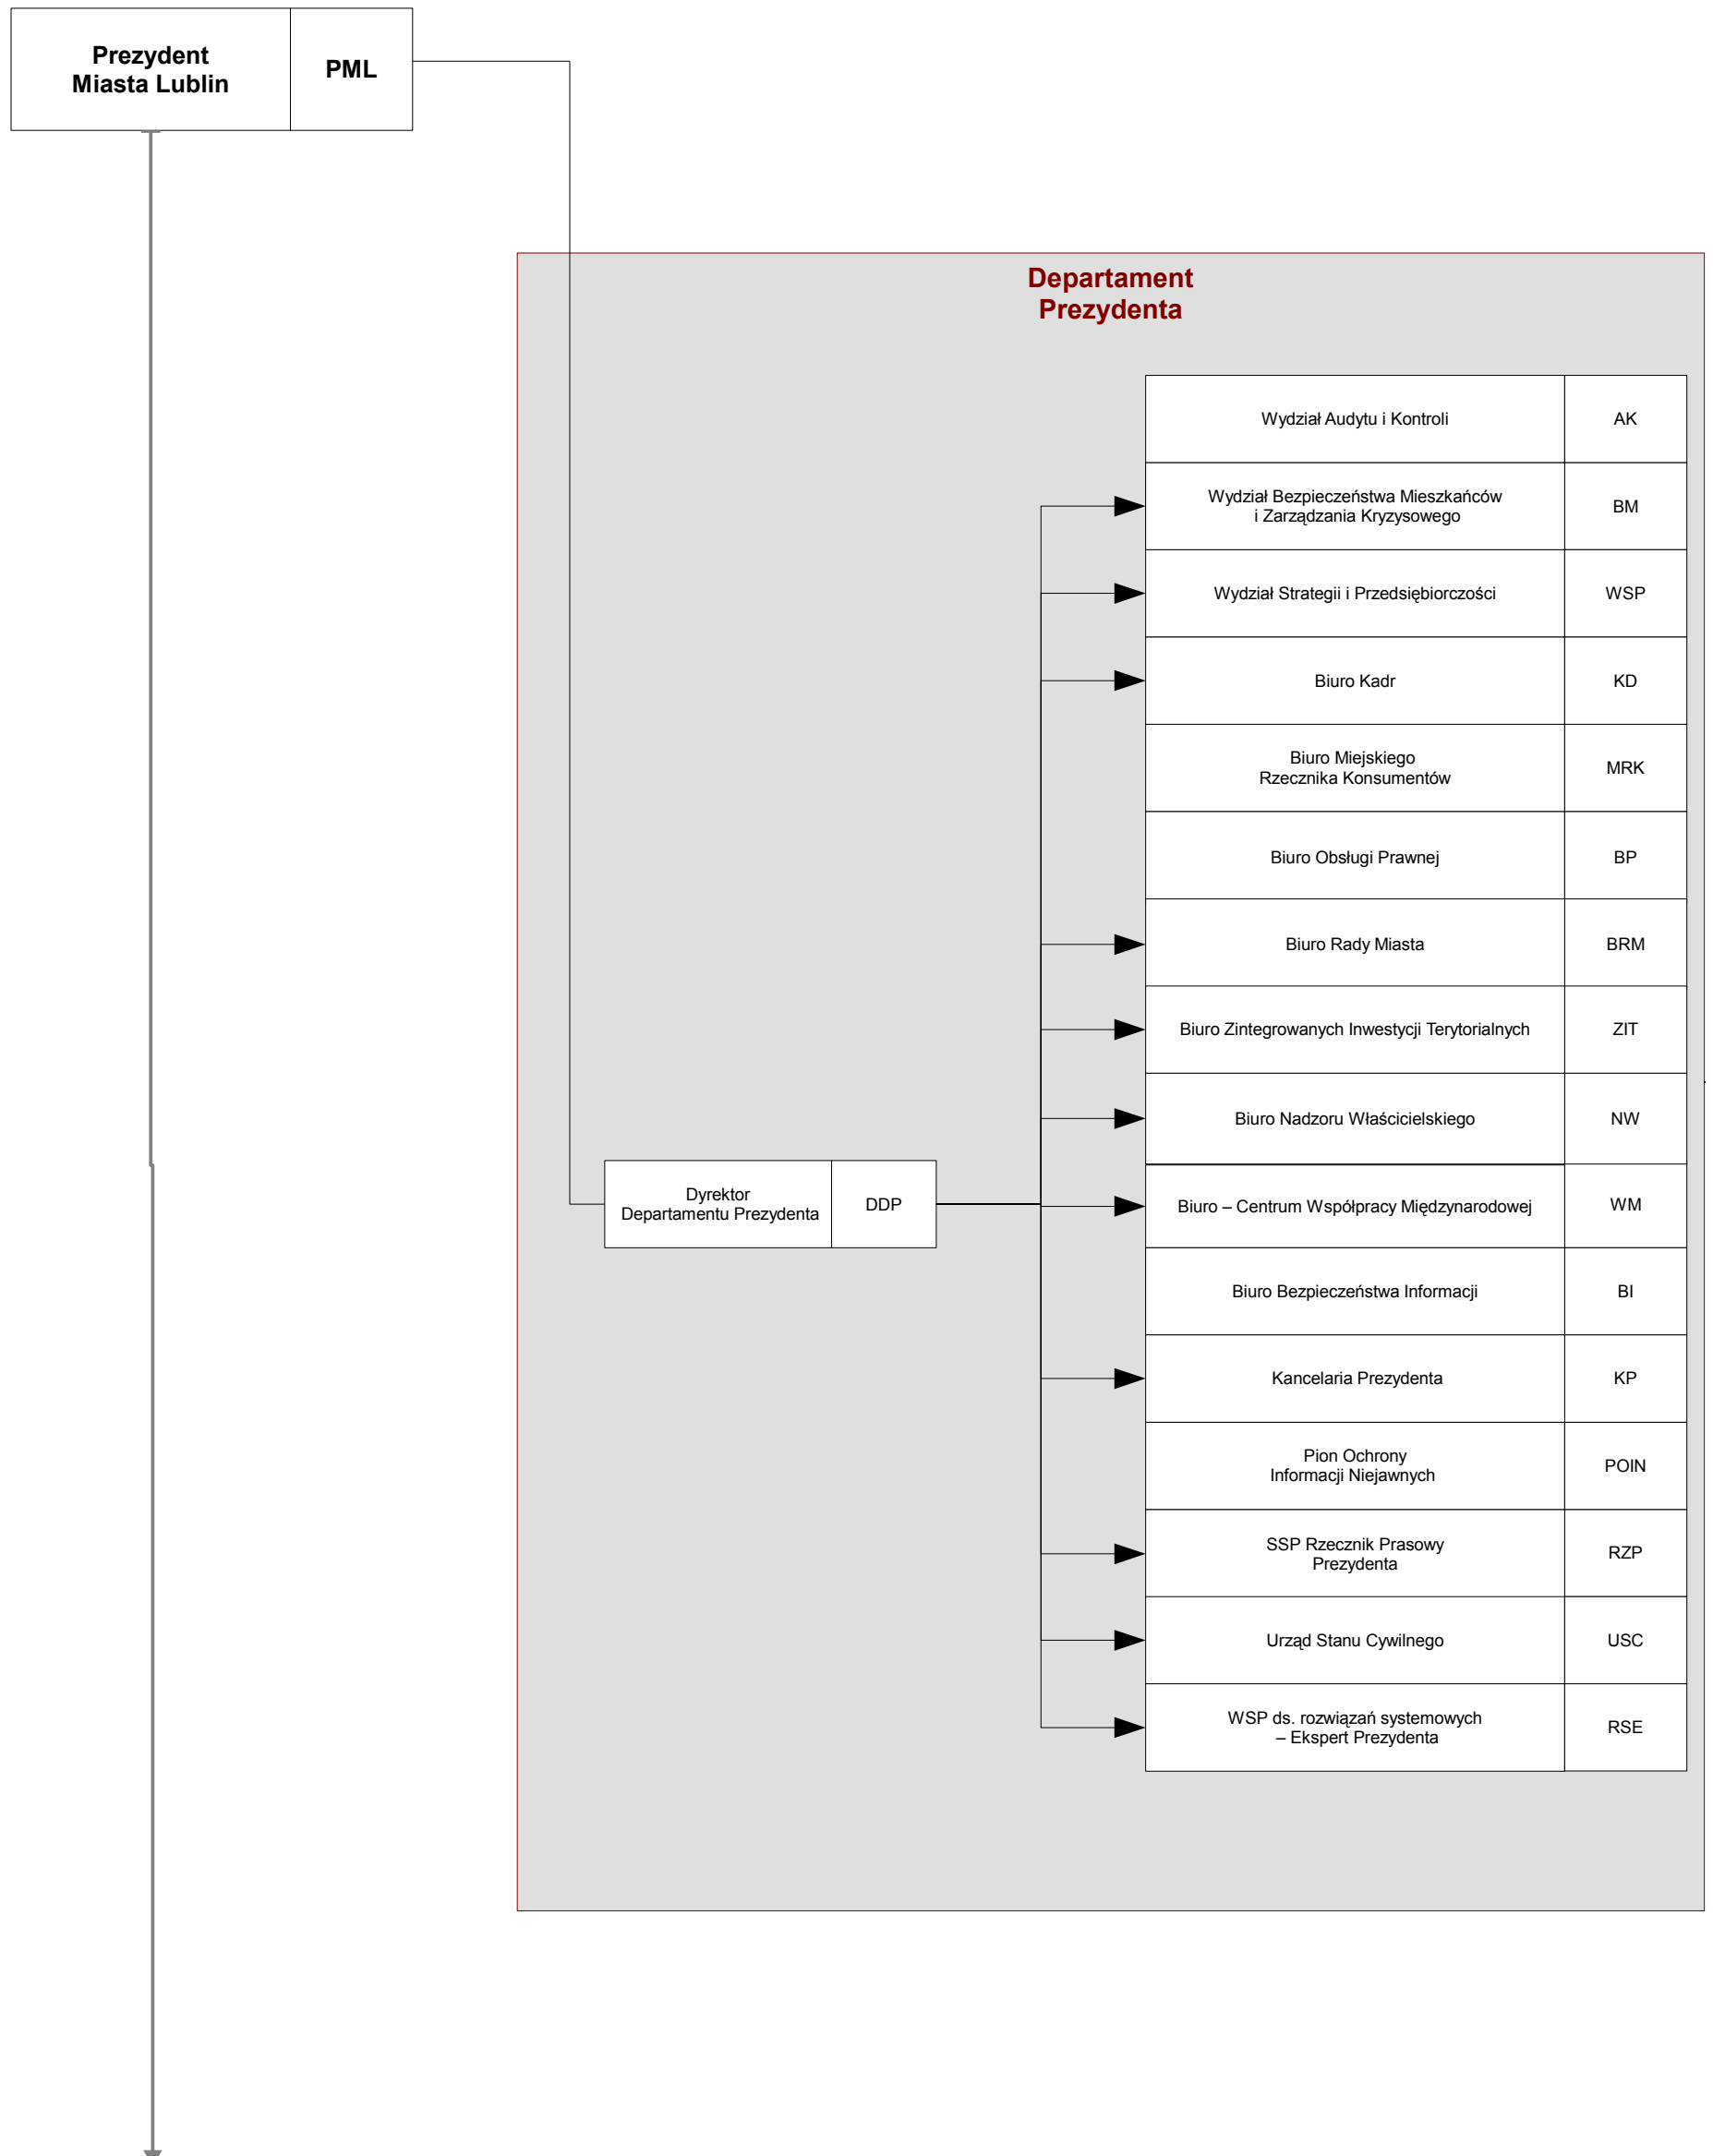 Prezydent
Miasta Lublin
PML
Departament
Prezydenta
Wydział Audytu i Kontroli
AK
Wydział Bezpieczeństwa Mieszkańców
i Zarządzania Kryzysowego
BM
Wydział Strategii i Przedsiębiorczości
WSP
Biuro Kadr
KD
Biuro Miejskiego
Rzecznika Konsumentów
MRK
Biuro Obsługi Prawnej
BP
Biuro Rady Miasta
BRM
Biuro Zintegrowanych Inwestycji Terytorialnych
ZIT
Biuro Nadzoru Właścicielskiego
NW
Dyrektor
Departamentu Prezydenta
DDP
Biuro – Centrum Współpracy Międzynarodowej
WM
Biuro Bezpieczeństwa Informacji
BI
Kancelaria Prezydenta
KP
Pion Ochrony
Informacji Niejawnych
POIN
SSP Rzecznik Prasowy
Prezydenta
RZP
Urząd Stanu Cywilnego
USC
WSP ds. rozwiązań systemowych
– Ekspert Prezydenta
RSE